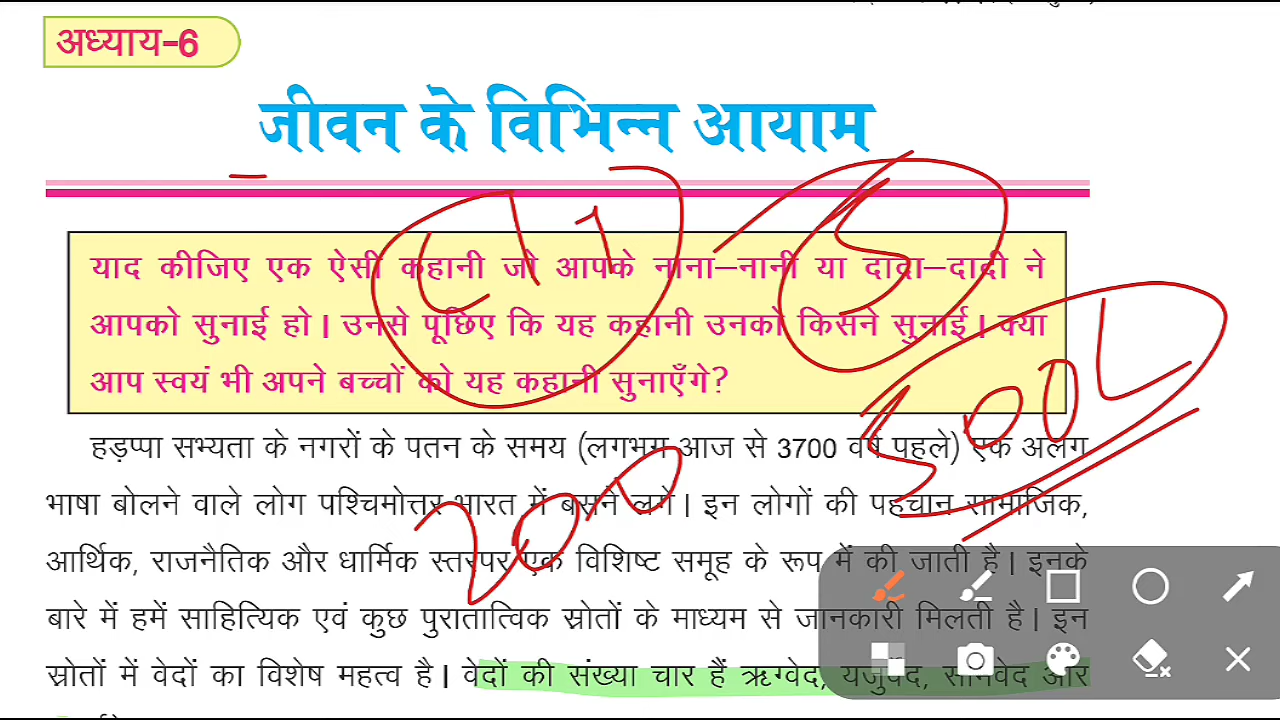 अध्याय-6
जीवन के विभिन्न आयाम
याद कीजिए एक ऐसी कहानी जो आपके नाना–नानी या दादा–दादी ने
आपको सुनाई हो। उनसे पूछिए कि यह कहानी उनको किसने सुनाई। क्या
आप स्वयं भी अपने बच्चों को यह कहानी सुनाएँगे?
हड़प्पा सभ्यता के नगरों के पतन के समय (लगभग आज से 3700 वर्ष पहले) एक अलग
भाषा बोलने वाले लोग पश्चिमोत्तर भारत में बसने लगे। इन लोगों की पहचान सामाजिक,
आर्थिक, राजनैतिक और धार्मिक स्तरपर एक विशिष्ट समूह के रूप में की जाती है। इनके
बारे में हमें साहित्यिक एवं कुछ पुरातात्विक स्रोतों के माध्यम से जानकारी मिलती है। इन
स्रोतों में वेदों का विशेष महत्व है। वेदों की संख्या चार हैं ऋग्वेद, यजुर्वेद, सामवेद और
200